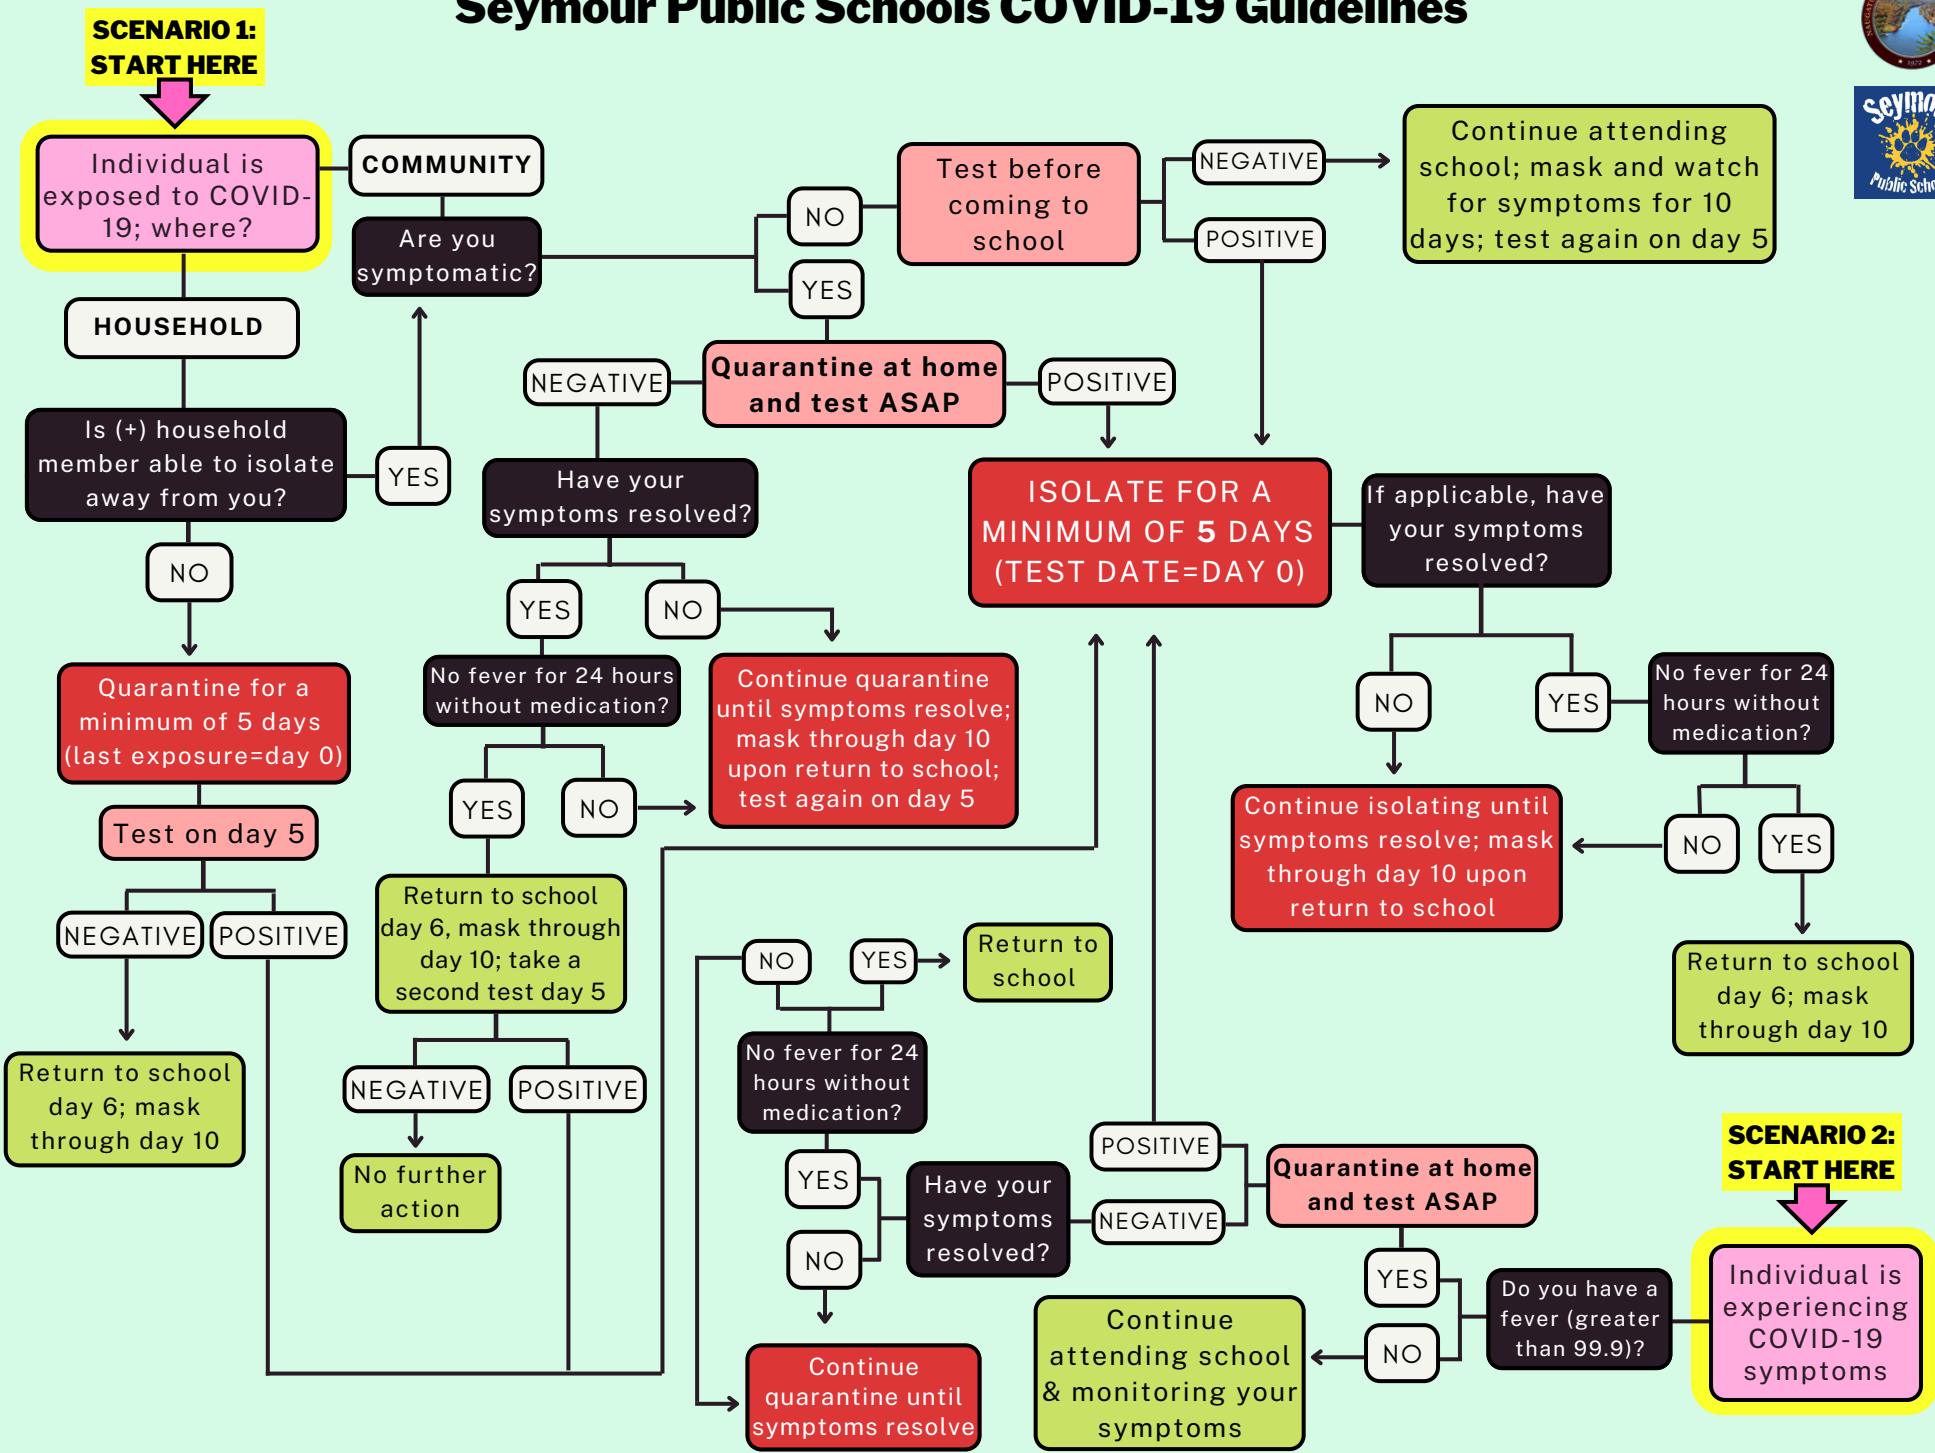 Seymour Public Schools COVID-19 Guidelines
SCENARIO 1:
START HERE
Individual is
exposed to COVID-
19; where?
COMMUNITY
Are you
symptomatic?
NO
YES
Test before
coming to
school
NEGATIVE
POSITIVE
Continue attending
school; mask and watch
for symptoms for 10
days; test again on day 5
HOUSEHOLD
Is (+) household
member able to isolate
away from you?
YES
NO
Quarantine at home
and test ASAP
NEGATIVE
POSITIVE
Have your
symptoms resolved?
YES
NO
ISOLATE FOR A
MINIMUM OF 5 DAYS
(TEST DATE=DAY 0)
If applicable, have
your symptoms
resolved?
NO
YES
No fever for 24
hours without
medication?
NO
YES
Continue isolating until
symptoms resolve; mask
through day 10 upon
return to school
Return to school
day 6; mask
through day 10
Quarantine for a
minimum of 5 days
(last exposure=day 0)
Test on day 5
NEGATIVE
POSITIVE
Return to school
day 6; mask
through day 10
No fever for 24 hours
without medication?
YES
NO
Continue quarantine
until symptoms resolve;
mask through day 10
upon return to school;
test again on day 5
Return to school
day 6, mask through
day 10; take a
second test day 5
NEGATIVE
POSITIVE
No further
action
NO
YES
Return to
school
No fever for 24
hours without
medication?
YES
NO
Have your
symptoms
resolved?
POSITIVE
NEGATIVE
Quarantine at home
and test ASAP
YES
NO
Do you have a
fever (greater
than 99.9)?
SCENARIO 2:
START HERE
Individual is
experiencing
COVID-19
symptoms
Continue
attending school
& monitoring your
symptoms
Continue
quarantine until
symptoms resolve
1972
Public